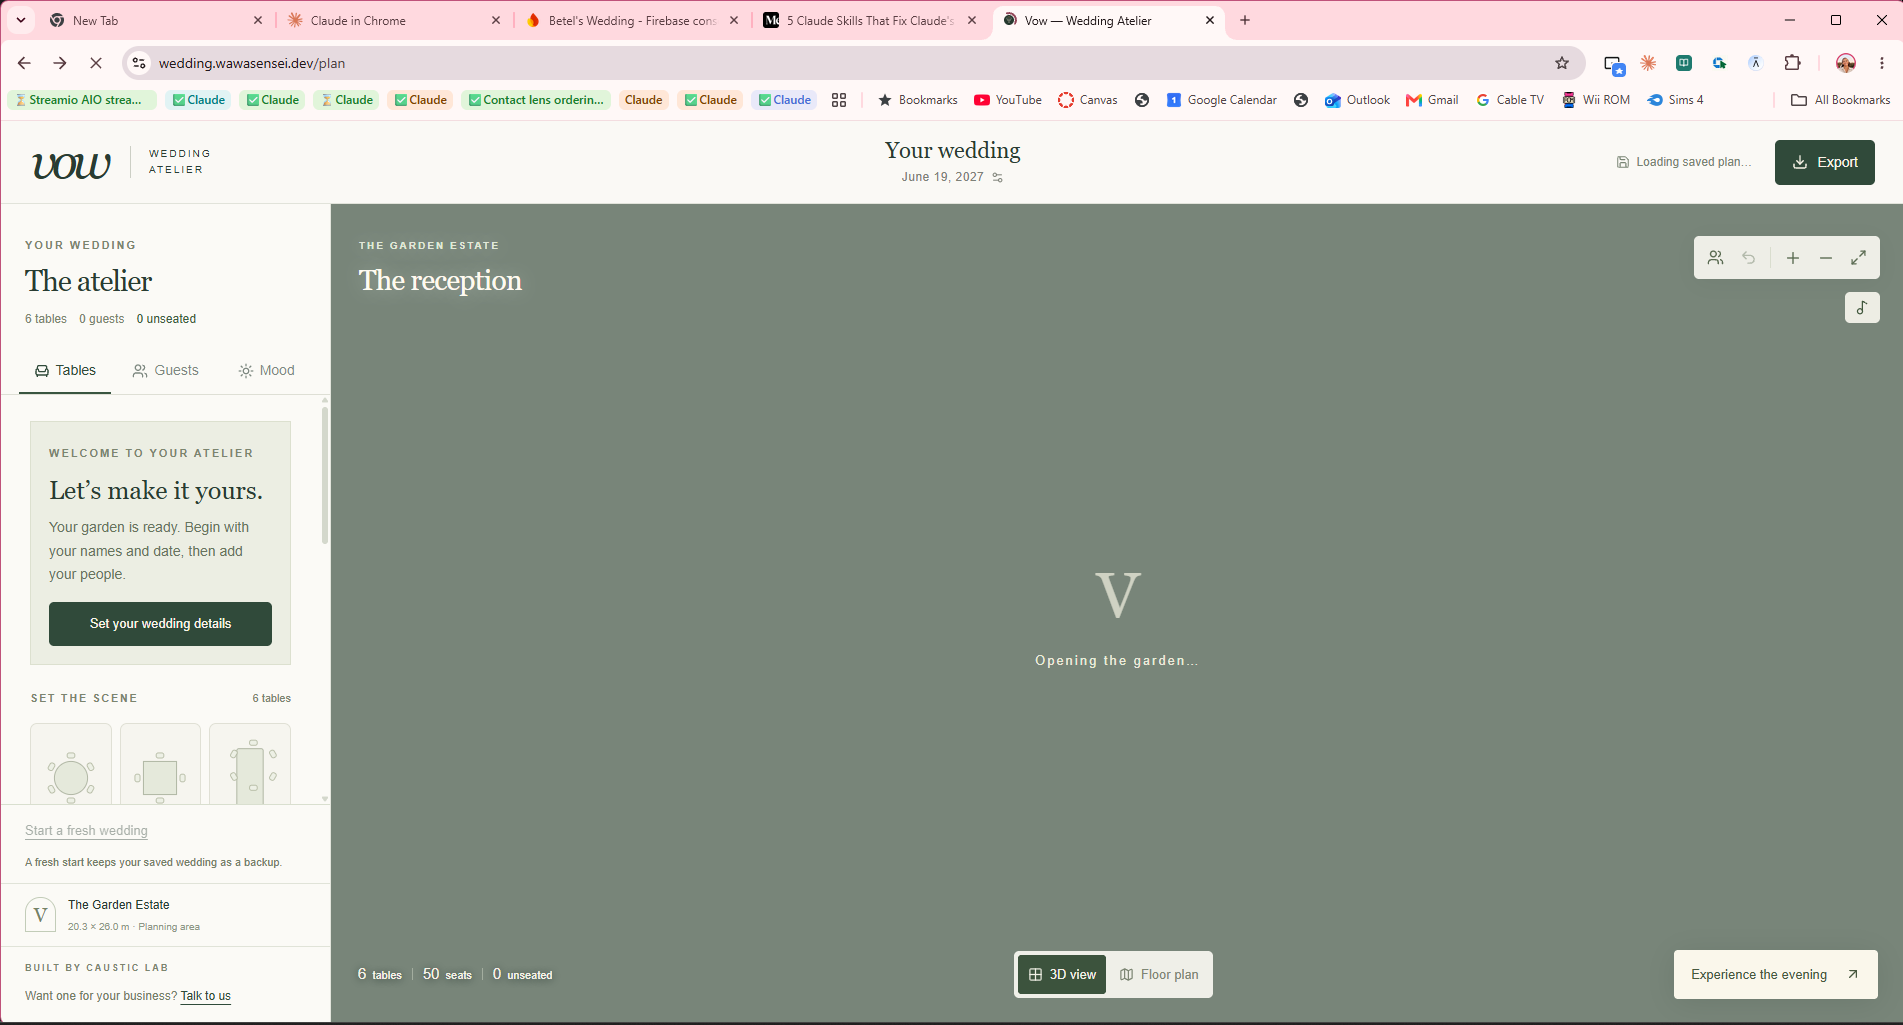 New Tab
Claude in Chrome
Betel's Wedding - Firebase cons
5 Claude Skills That Fix Claude's
Vow — Wedding Atelier
wedding.wawasensei.dev/plan
Streamio AIO strea...
Claude
Claude
Claude
Claude
Contact lens orderin...
Claude
Claude
Claude
Bookmarks
YouTube
Canvas
Google Calendar
Outlook
Gmail
Cable TV
Wii ROM
Sims 4
All Bookmarks
vow
WEDDING
ATELIER
Your wedding
June 19, 2027
Loading saved plan...
Export
YOUR WEDDING
The atelier
6 tables 0 guests 0 unseated
Tables
Guests
Mood
WELCOME TO YOUR ATELIER
Let's make it yours.
Your garden is ready. Begin with
your names and date, then add
your people.
Set your wedding details
SET THE SCENE
6 tables
Start a fresh wedding
A fresh start keeps your saved wedding as a backup.
V
The Garden Estate
20.3 × 26.0 m · Planning area
BUILT BY CAUSTIC LAB
Want one for your business? Talk to us
THE GARDEN ESTATE
The reception
V
Opening the garden...
6 tables | 50 seats | 0 unseated
3D view
Floor plan
Experience the evening